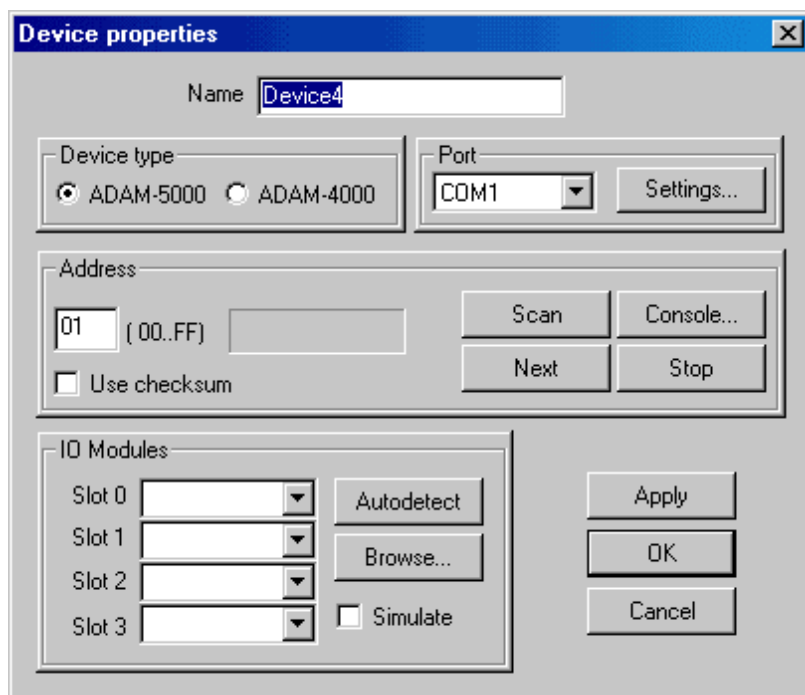 Device properties
Name Device4
Device type
ADAM-5000 ADAM-4000
Port
COM1 Settings...
Address
01 ( 00..FF)
Scan Console...
Use checksum
Next Stop
IO Modules
Slot 0 Autodetect
Slot 1
Browse...
Slot 2
Slot 3 Simulate
Apply
OK
Cancel